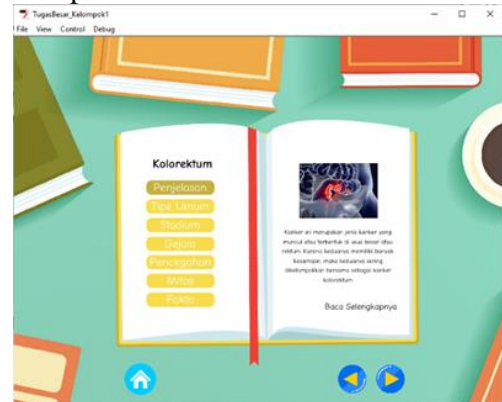 TugasBesar_Kelompok1
File View Control Debug
Kolorektum
Penjelasan
Tipe Umum
Stadium
Gejala
Pencegahan
Mitos
Fakta
Kanker ini merupakan jenis kanker yang
muncul atau terbentuk di usus besar atau
rektum. Karena keduanya memiliki banyak
kesamaan, maka keduanya sering
dikelompokkan bersama sebagai kanker
kolorektum.
Baca Selengkapnya